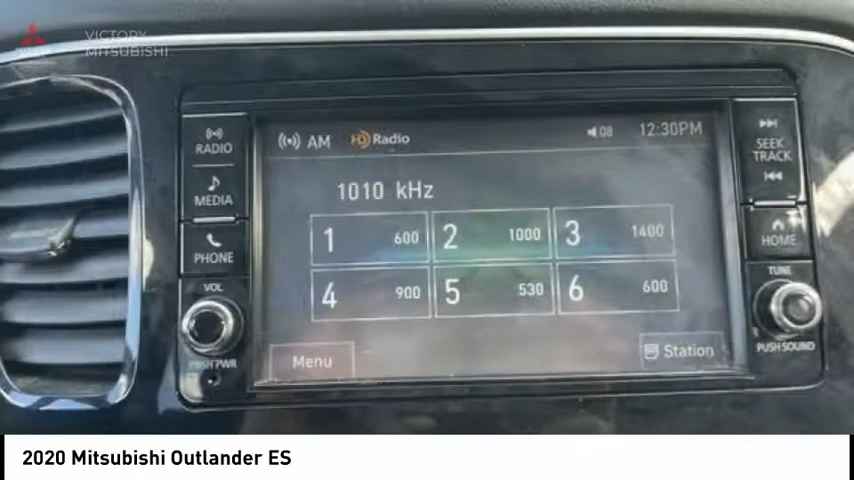 VICTORY
MITSUBISHI
RADIO
MEDIA
PHONE
VOL
PUSH PWR
AM HD Radio 08 12:30PM
1010 kHz
1 600 2 1000 3 1400
4 900 5 530 6 600
Menu Station
SEEK
TRACK
HOME
TUNE
PUSH SOUND
2020 Mitsubishi Outlander ES